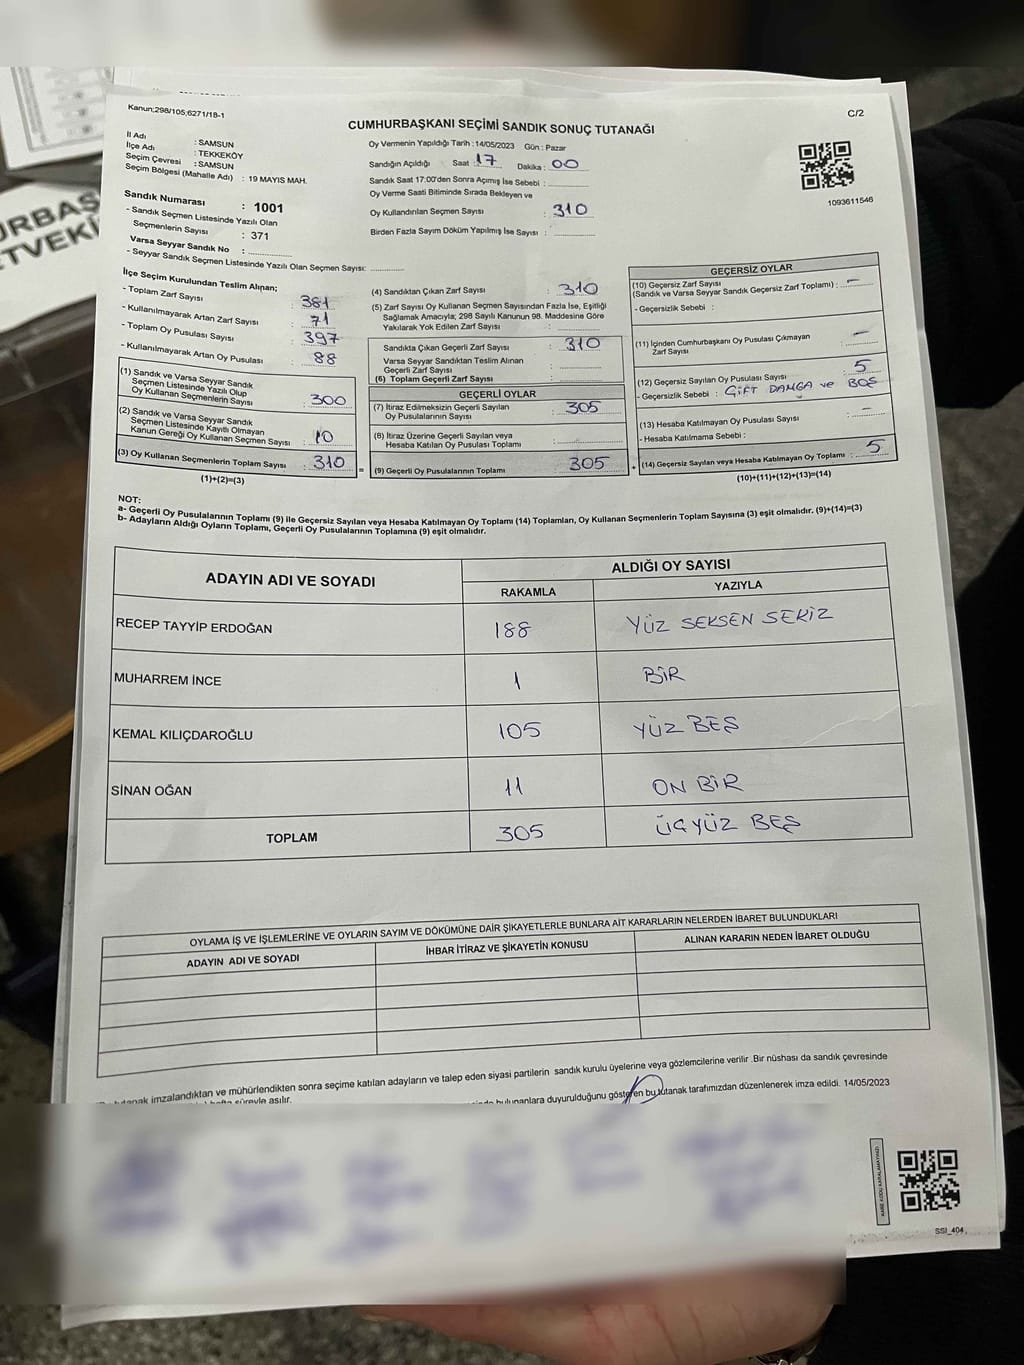 Kanun;298/105;6271/18-1
C/2
CUMHURBAŞKANI SEÇİMİ SANDIK SONUÇ TUTANAĞI
İl Adı : SAMSUN
İlçe Adı : TEKKEKÖY
Seçim Çevresi : SAMSUN
Seçim Bölgesi (Mahalle Adı) : 19 MAYIS MAH.
Sandık Numarası : 1001
- Sandık Seçmen Listesinde Yazılı Olan
Seçmenlerin Sayısı : 371
Varsa Seyyar Sandık No :
- Seyyar Sandık Seçmen Listesinde Yazılı Olan Seçmen Sayısı:
Oy Vermenin Yapıldığı Tarih : 14/05/2023 Gün : Pazar
Sandığın Açıldığı Saat : 17 Dakika : 00
Sandık Saat 17:00'den Sonra Açımış İse Sebebi :
Oy Verme Saati Bitiminde Sırada Bekleyen ve
Oy Kullandırılan Seçmen Sayısı : 310
Birden Fazla Sayım Döküm Yapılmış İse Sayısı :
1093611546
İlçe Seçim Kurulundan Teslim Alınan;
- Toplam Zarf Sayısı : 381
- Kullanılmayarak Artan Zarf Sayısı : 71
- Toplam Oy Pusulası Sayısı : 397
- Kullanılmayarak Artan Oy Pusulası : 88
(1) Sandık ve Varsa Seyyar Sandık
Seçmen Listesinde Yazılı Olup
Oy Kullanan Seçmenlerin Sayısı : 300
(2) Sandık ve Varsa Seyyar Sandık
Seçmen Listesinde Kayıtlı Olmayan
Kanun Gereği Oy Kullanan Seçmen Sayısı : 10
(3) Oy Kullanan Seçmenlerin Toplam Sayısı : 310
(1)+(2)=(3)
=
(4) Sandıktan Çıkan Zarf Sayısı : 310
(5) Zarf Sayısı Oy Kullanan Seçmen Sayısından Fazla İse, Eşitliği
Sağlamak Amacıyla; 298 Sayılı Kanunun 98. Maddesine Göre
Yakılarak Yok Edilen Zarf Sayısı :
Sandıkta Çıkan Geçerli Zarf Sayısı : 310
Varsa Seyyar Sandıktan Teslim Alınan
Geçerli Zarf Sayısı :
(6) Toplam Geçerli Zarf Sayısı :
GEÇERLİ OYLAR
(7) İtiraz Edilmeksizin Geçerli Sayılan
Oy Pusulalarının Sayısı : 305
(8) İtiraz Üzerine Geçerli Sayılan veya
Hesaba Katılan Oy Pusulası Toplamı :
(9) Geçerli Oy Pusulalarının Toplamı : 305
+
GEÇERSİZ OYLAR
(10) Geçersiz Zarf Sayısı
(Sandık ve Varsa Seyyar Sandık Geçersiz Zarf Toplamı) : –
- Geçersizlik Sebebi :
(11) İçinden Cumhurbaşkanı Oy Pusulası Çıkmayan
Zarf Sayısı : –
(12) Geçersiz Sayılan Oy Pusulası Sayısı : 5
- Geçersizlik Sebebi : ÇİFT DAMGA ve BOŞ
(13) Hesaba Katılmayan Oy Pusulası Sayısı : –
- Hesaba Katılmama Sebebi :
(14) Geçersiz Sayılan veya Hesaba Katılmayan Oy Toplamı : 5
(10)+(11)+(12)+(13)=(14)
NOT:
a- Geçerli Oy Pusulalarının Toplamı (9) ile Geçersiz Sayılan veya Hesaba Katılmayan Oy Toplamı (14) Toplamları, Oy Kullanan Seçmenlerin Toplam Sayısına (3) eşit olmalıdır. (9)+(14)=(3)
b- Adayların Aldığı Oyların Toplamı, Geçerli Oy Pusulalarının Toplamına (9) eşit olmalıdır.
ADAYIN ADI VE SOYADI
ALDIĞI OY SAYISI
RAKAMLA YAZIYLA
RECEP TAYYİP ERDOĞAN 188 YÜZ SEKSEN SEKİZ
MUHARREM İNCE 1 BİR
KEMAL KILIÇDAROĞLU 105 YÜZ BEŞ
SİNAN OĞAN 11 ON BİR
TOPLAM 305 ÜÇ YÜZ BEŞ
OYLAMA İŞ VE İŞLEMLERİNE VE OYLARIN SAYIM VE DÖKÜMÜNE DAİR ŞİKAYETLERLE BUNLARA AİT KARARLARIN NELERDEN İBARET BULUNDUKLARI
ADAYIN ADI VE SOYADI İHBAR İTİRAZ VE ŞİKAYETİN KONUSU ALINAN KARARIN NEDEN İBARET OLDUĞU
tutanak imzalandıktan ve mühürlendikten sonra seçime katılan adayların ve talep eden siyasi partilerin sandık kurulu üyelerine veya gözlemcilerine verilir .Bir nüshası da sandık çevresinde
hafta süreyle asılır.
bulunanlara duyurulduğunu gösteren bu tutanak tarafımızdan düzenlenerek imza edildi. 14/05/2023
SSI_404